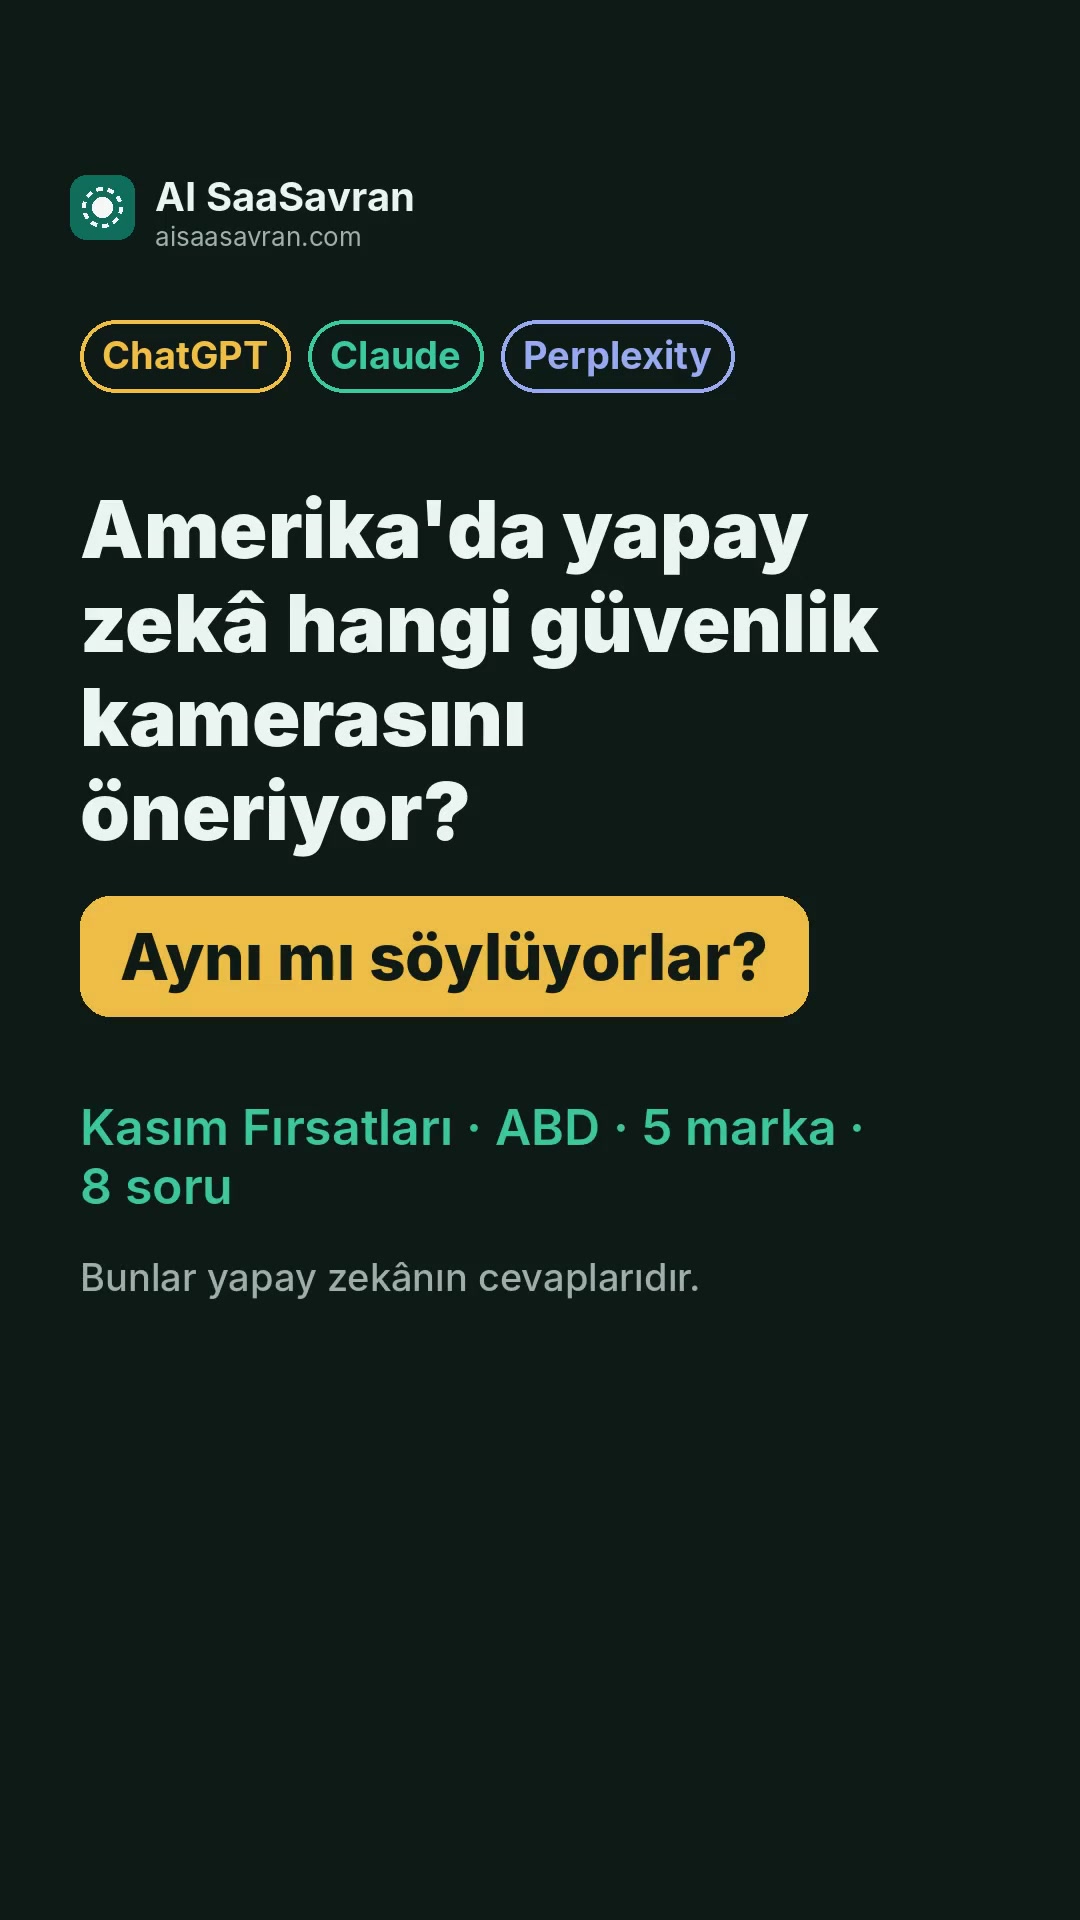 AI SaaSavran
aisaasavran.com
ChatGPT Claude Perplexity
Amerika'da yapay
zekâ hangi güvenlik
kamerasını
öneriyor?
Aynı mı söylüyorlar?
Kasım Fırsatları · ABD · 5 marka ·
8 soru
Bunlar yapay zekânın cevaplarıdır.